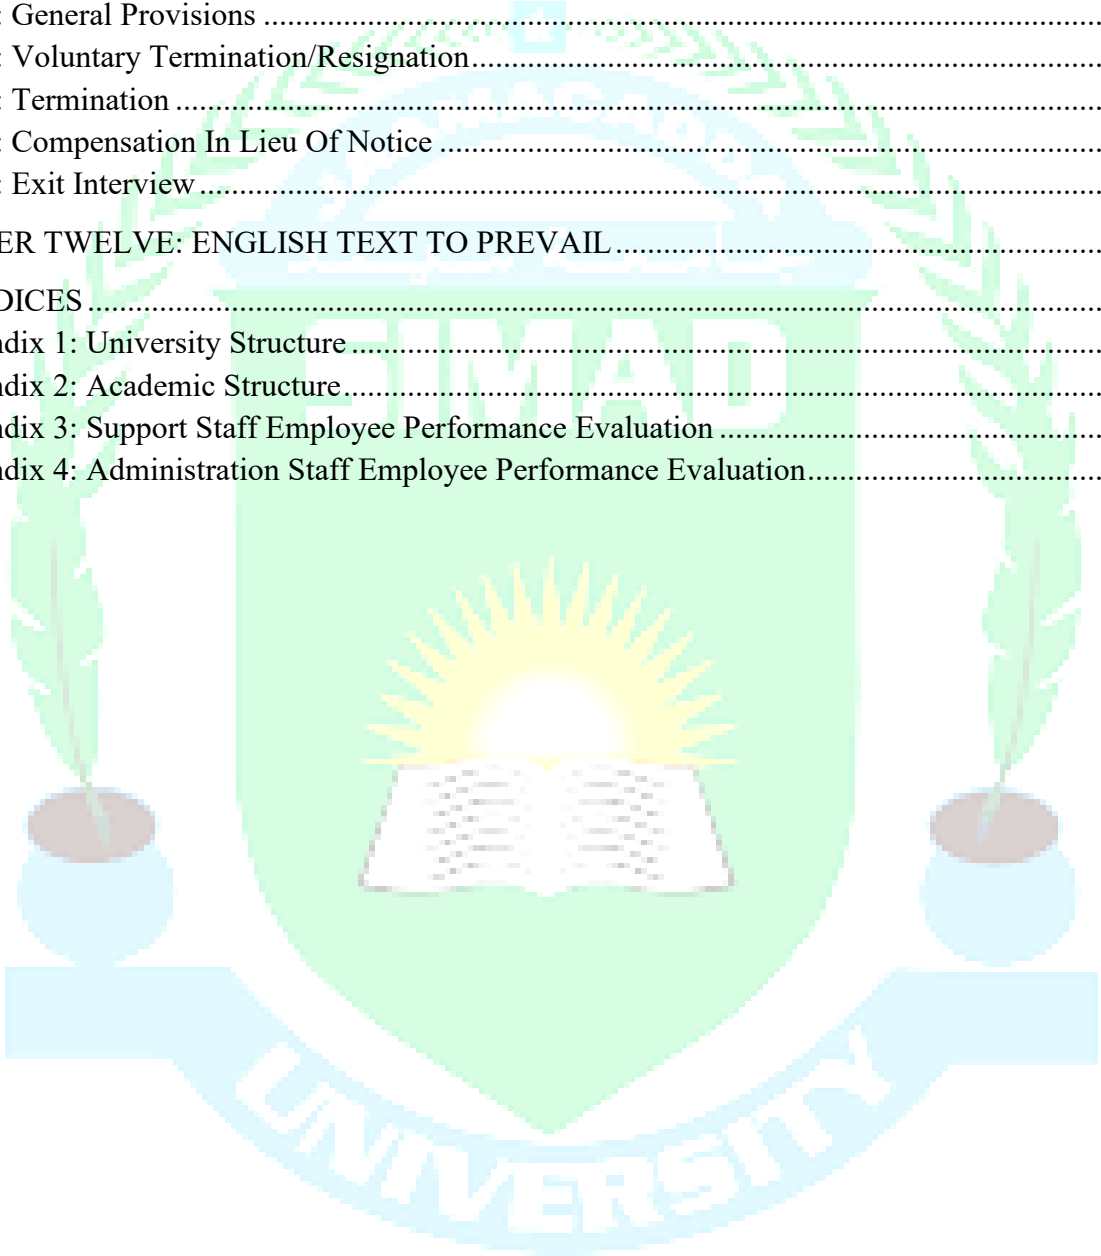 : General Provisions ..........................................................................................................
: Voluntary Termination/Resignation................................................................................
: Termination .....................................................................................................................
: Compensation In Lieu Of Notice ....................................................................................
: Exit Interview..................................................................................................................
ER TWELVE: ENGLISH TEXT TO PREVAIL.............................................................
DICES.................................................................................................................................
ndix 1: University Structure ................................................................................................
ndix 2: Academic Structure.................................................................................................
ndix 3: Support Staff Employee Performance Evaluation .................................................
ndix 4: Administration Staff Employee Performance Evaluation.....................................
SIMAD
UNIVERSITY